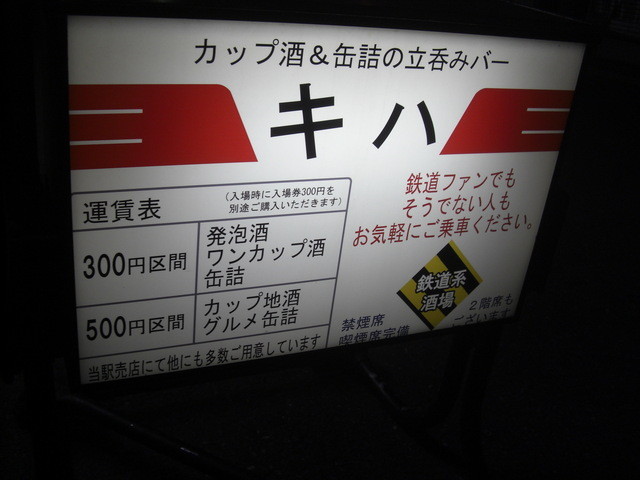 カップ酒&缶詰の立呑みバー
キハ
運賃表
(入場時に入場券300円を
別途ご購入いただきます)
300円区間
発泡酒
ワンカップ酒
缶詰
500円区間
カップ地酒
グルメ缶詰
当駅売店にて他にも多数ご用意しています
鉄道ファンでも
そうでない人も
お気軽にご乗車ください。
鉄道系
酒場
禁煙席
喫煙席完備
2階席も
ございます